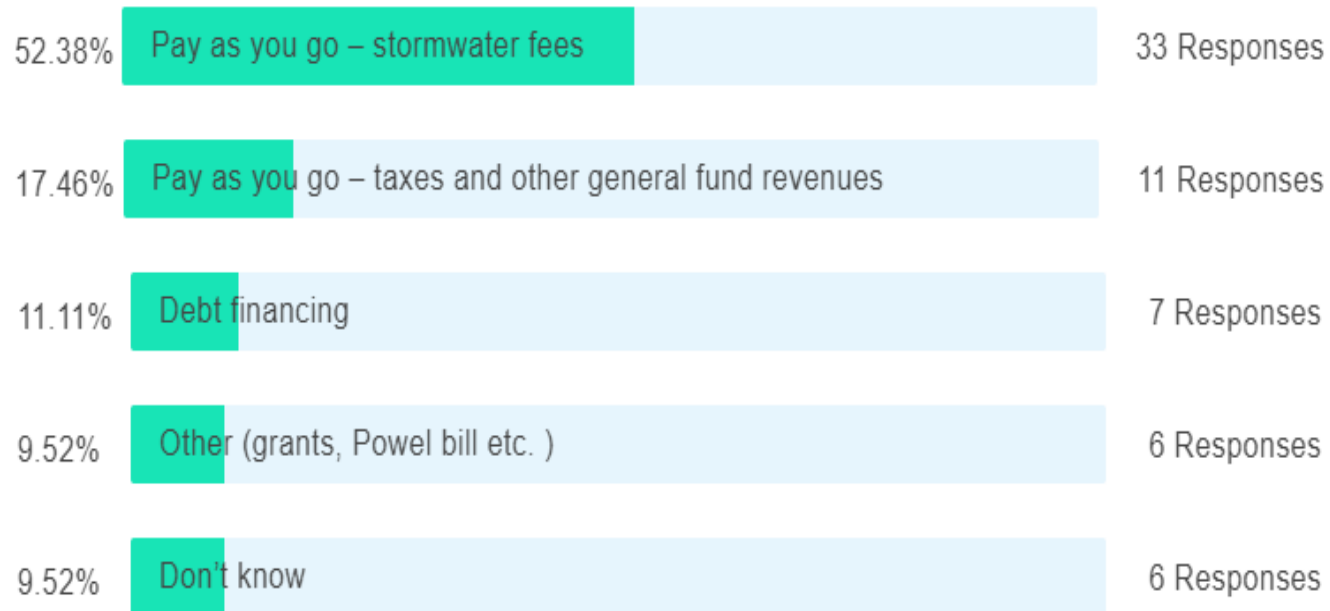 52.38% Pay as you go – stormwater fees 33 Responses
17.46% Pay as you go – taxes and other general fund revenues 11 Responses
11.11% Debt financing 7 Responses
9.52% Other (grants, Powel bill etc. ) 6 Responses
9.52% Don’t know 6 Responses